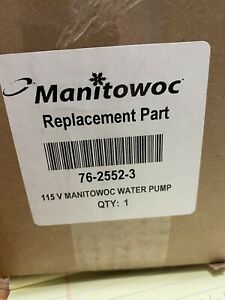 Manitowoc
Replacement Part
76-2552-3
115 V MANITOWOC WATER PUMP
QTY: 1